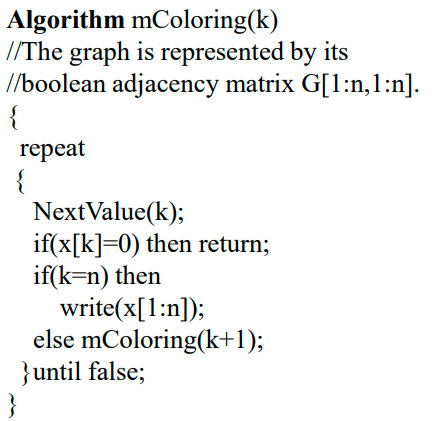 Algorithm mColoring(k)
//The graph is represented by its
//boolean adjacency matrix G[1:n,1:n].
{
repeat
{
NextValue(k);
if(x[k]=0) then return;
if(k=n) then
write(x[1:n]);
else mColoring(k+1);
}until false;
}